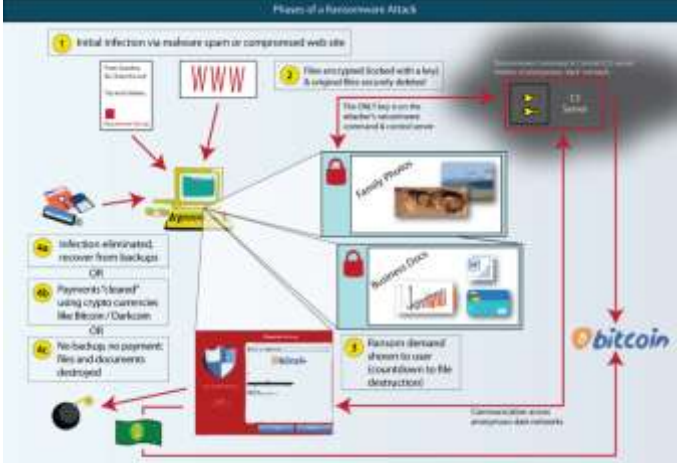 Phases of a Ransomware Attack
1 Initial infection via malware spam or compromised web site
WWW
2 Files encrypted (locked with a key)
& original files securely deleted
The ONLY key is on the
attacker's ransomware
command & control server
C2
Server
Family Photos
Business Docs
4a Infection eliminated,
recover from backups
OR
4b Payments "cleared"
using crypto currencies
like Bitcoin / Darkcoin
OR
4c No backup, no payment:
files and documents
destroyed
3 Ransom demand
shown to user
(countdown to file
destruction)
bitcoin
bitcoin
Communication across
anonymous data networks